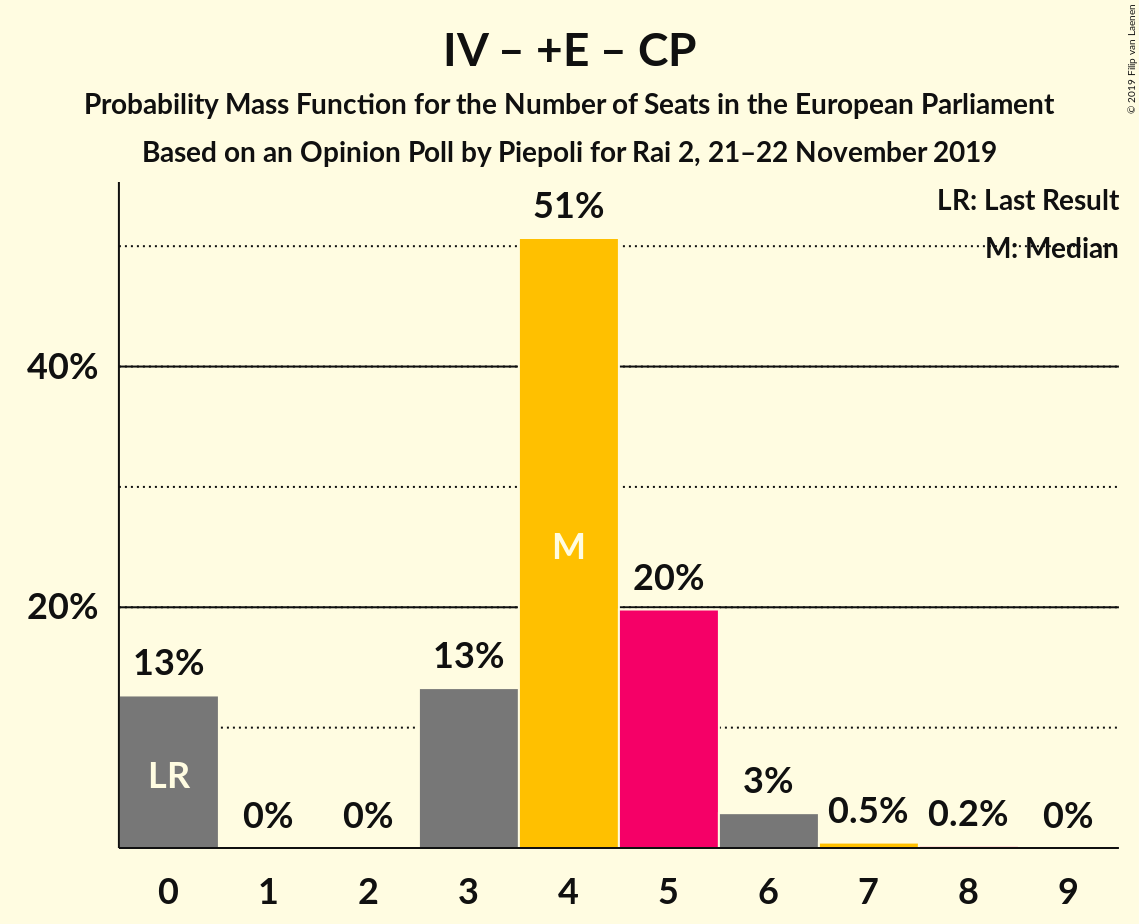 IV – +E – CP
Probability Mass Function for the Number of Seats in the European Parliament
Based on an Opinion Poll by Piepoli for Rai 2, 21–22 November 2019
© 2019 Filip van Laenen
LR: Last Result
M: Median
51%
40%
M
20%
20%
13%
13%
LR
3%
0%
0%
0.5%
0.2%
0%
0 1 2 3 4 5 6 7 8 9